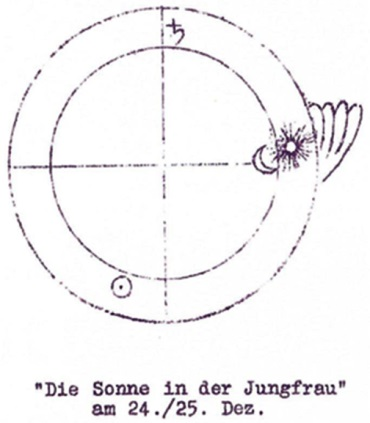 "Die Sonne in der Jungfrau"
am 24./25. Dez.